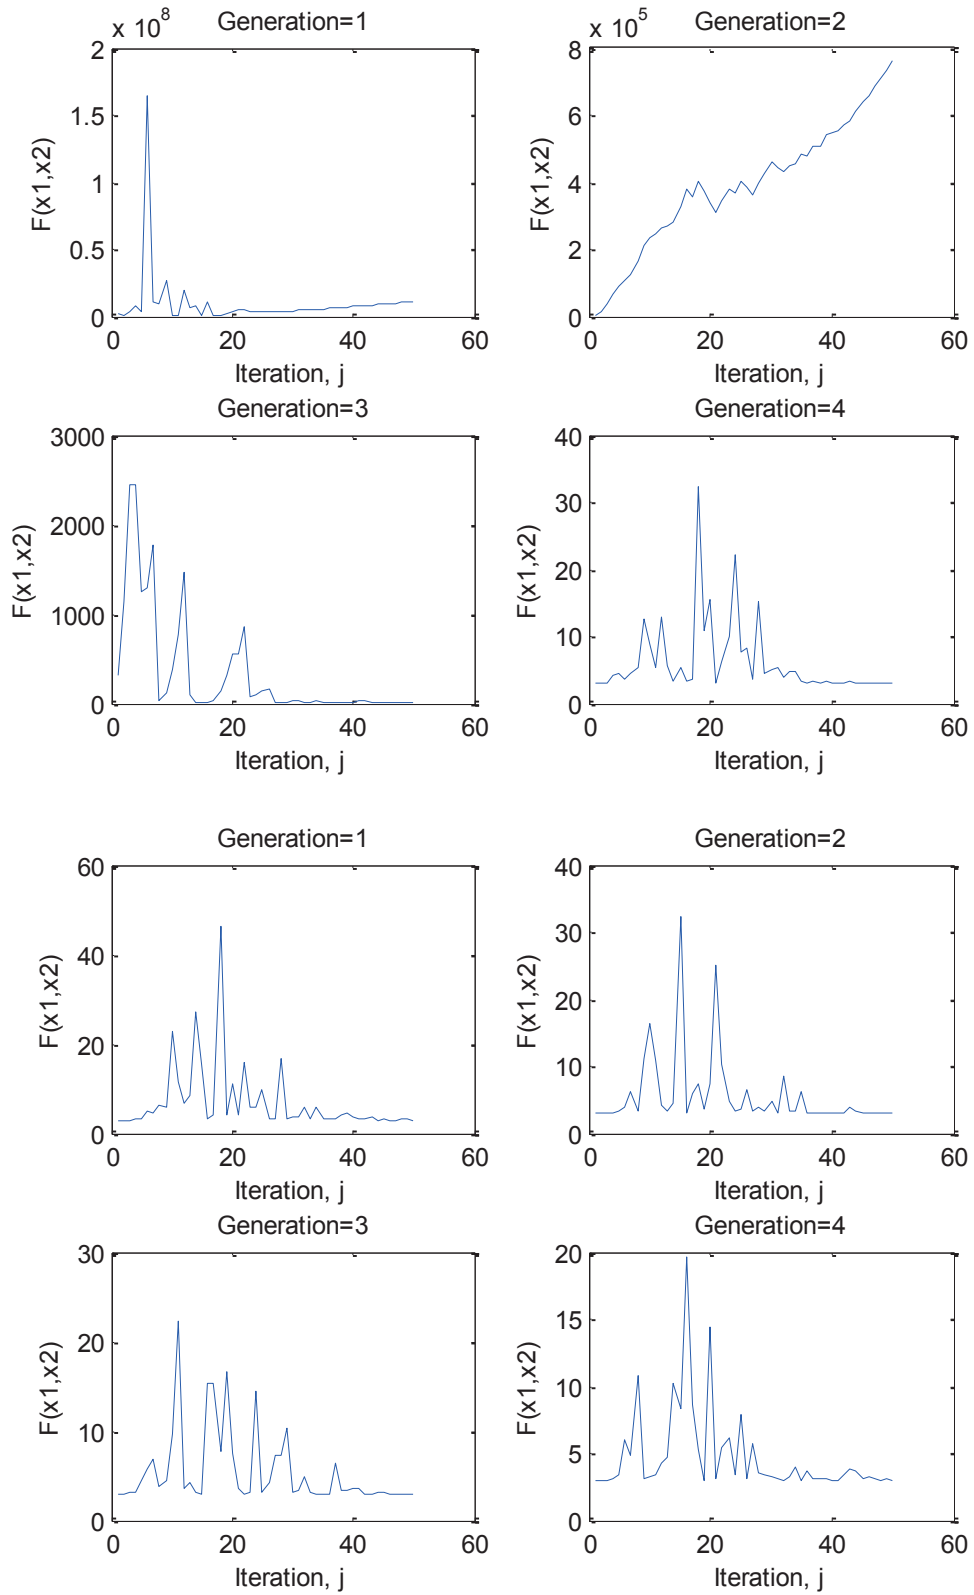 x 10^8 Generation=1
2
1.5
1
0.5
0
F(x1,x2)
0 20 40 60
Iteration, j
x 10^5 Generation=2
8
6
4
2
0
F(x1,x2)
0 20 40 60
Iteration, j
Generation=3
3000
2000
1000
0
F(x1,x2)
0 20 40 60
Iteration, j
Generation=4
40
30
20
10
0
F(x1,x2)
0 20 40 60
Iteration, j
Generation=1
60
40
20
0
F(x1,x2)
0 20 40 60
Iteration, j
Generation=2
40
30
20
10
0
F(x1,x2)
0 20 40 60
Iteration, j
Generation=3
30
20
10
0
F(x1,x2)
0 20 40 60
Iteration, j
Generation=4
20
15
10
5
0
F(x1,x2)
0 20 40 60
Iteration, j